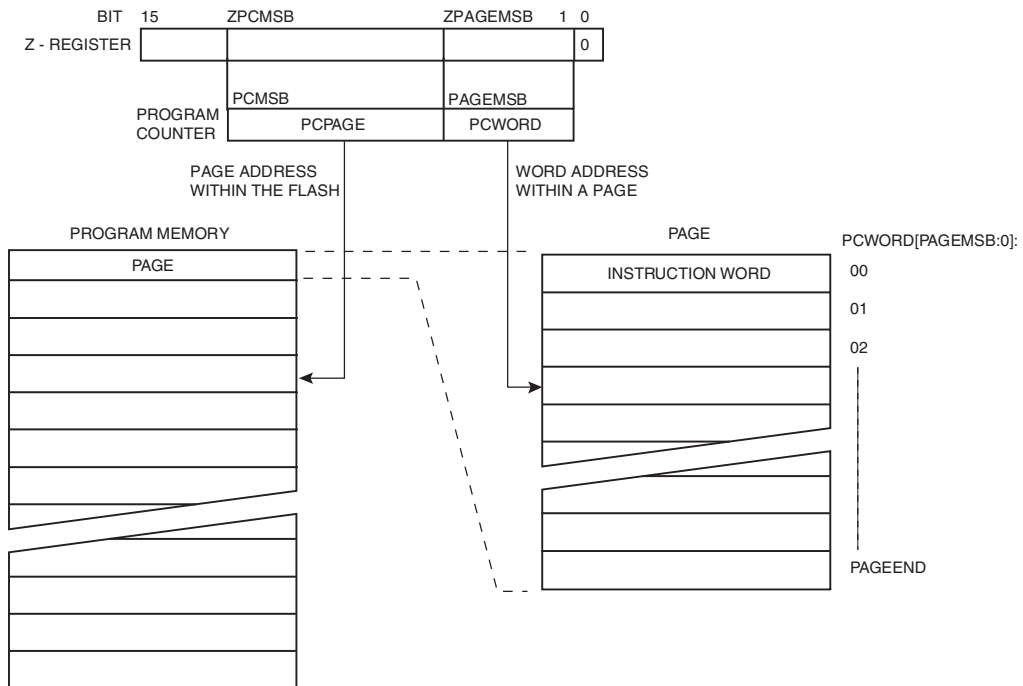 BIT 15 ZPCMSB ZPAGEMSB 1 0
Z - REGISTER 0
PCMSB PAGEMSB
PROGRAM
COUNTER
PCPAGE PCWORD
PAGE ADDRESS
WITHIN THE FLASH
WORD ADDRESS
WITHIN A PAGE
PROGRAM MEMORY
PAGE
PAGE
INSTRUCTION WORD
PCWORD[PAGEMSB:0]:
00
01
02
PAGEEND